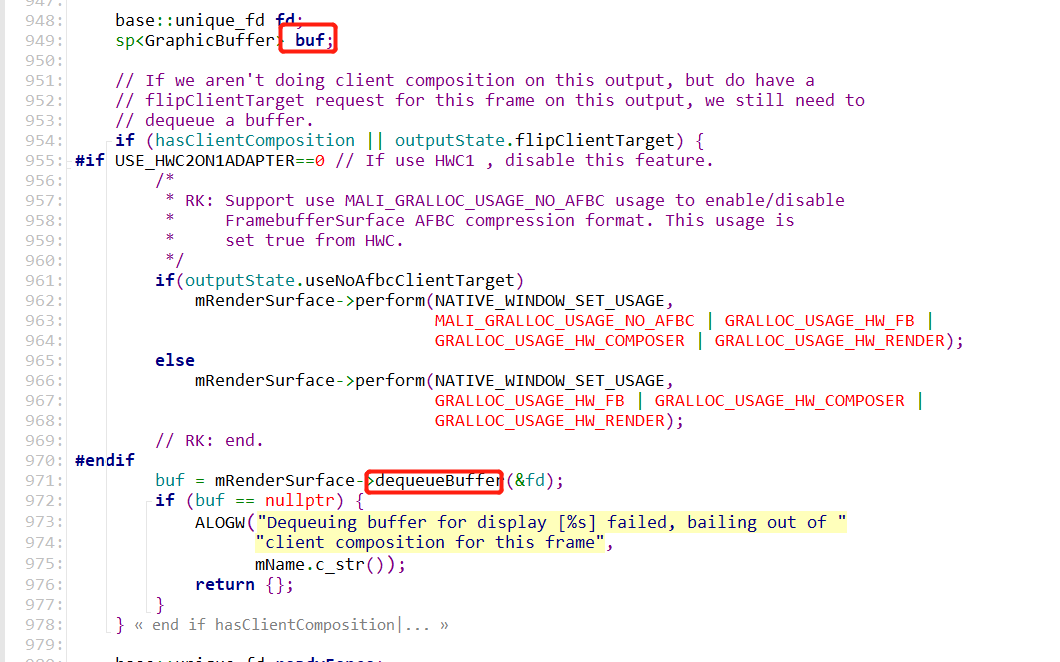 947:
948: base::unique_fd fd;
949: sp<GraphicBuffer> buf;
950:
951: // If we aren't doing client composition on this output, but do have a
952: // flipClientTarget request for this frame on this output, we still need to
953: // dequeue a buffer.
954: if (hasClientComposition || outputState.flipClientTarget) {
955: #if USE_HWC2ON1ADAPTER==0 // If use HWC1 , disable this feature.
956: /*
957: * RK: Support use MALI_GRALLOC_USAGE_NO_AFBC usage to enable/disable
958: * FramebufferSurface AFBC compression format. This usage is
959: * set true from HWC.
960: */
961: if(outputState.useNoAfbcClientTarget)
962: mRenderSurface->perform(NATIVE_WINDOW_SET_USAGE,
963: MALI_GRALLOC_USAGE_NO_AFBC | GRALLOC_USAGE_HW_FB |
964: GRALLOC_USAGE_HW_COMPOSER | GRALLOC_USAGE_HW_RENDER);
965: else
966: mRenderSurface->perform(NATIVE_WINDOW_SET_USAGE,
967: GRALLOC_USAGE_HW_FB | GRALLOC_USAGE_HW_COMPOSER |
968: GRALLOC_USAGE_HW_RENDER);
969: // RK: end.
970: #endif
971: buf = mRenderSurface->dequeueBuffer(&fd);
972: if (buf == nullptr) {
973: ALOGW("Dequeuing buffer for display [%s] failed, bailing out of "
974: "client composition for this frame",
975: mName.c_str());
976: return {};
977: }
978: } « end if hasClientComposition|... »
979:
980: base::unique_fd readyFence;